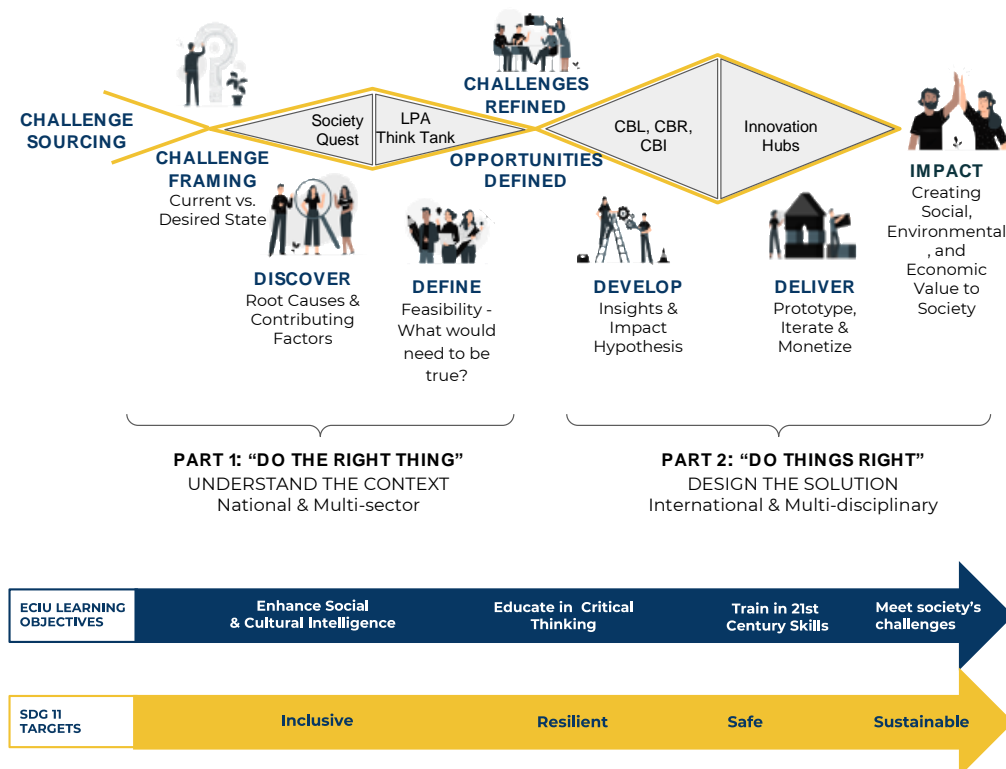 CHALLENGE
SOURCING
CHALLENGE
FRAMING
Current vs.
Desired State
Society
Quest
LPA
Think Tank
DISCOVER
Root Causes &
Contributing
Factors
DEFINE
Feasibility -
What would
need to be
true?
CHALLENGES
REFINED
OPPORTUNITIES
DEFINED
CBL, CBR,
CBI
Innovation
Hubs
DEVELOP
Insights &
Impact
Hypothesis
DELIVER
Prototype,
Iterate &
Monetize
IMPACT
Creating
Social,
Environmental
, and
Economic
Value to
Society
PART 1: “DO THE RIGHT THING”
UNDERSTAND THE CONTEXT
National & Multi-sector
PART 2: “DO THINGS RIGHT”
DESIGN THE SOLUTION
International & Multi-disciplinary
ECIU LEARNING
OBJECTIVES
Enhance Social
& Cultural Intelligence
Educate in Critical
Thinking
Train in 21st
Century Skills
Meet society’s
challenges
SDG 11
TARGETS
Inclusive
Resilient
Safe
Sustainable